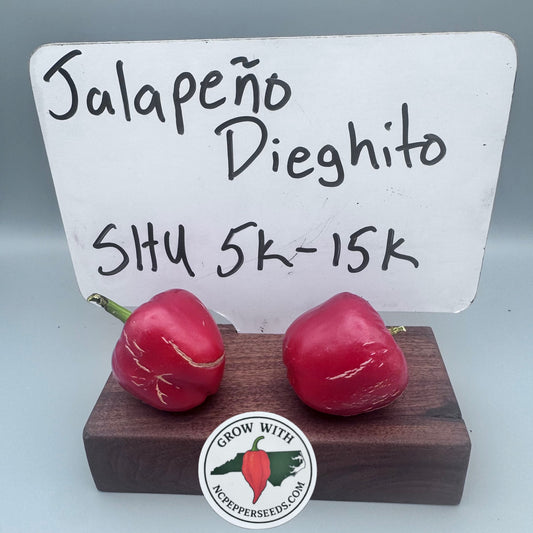 Jalapeño
Dieghito
SHU 5k-15k
GROW WITH
NCPEPPERSEEDS.COM